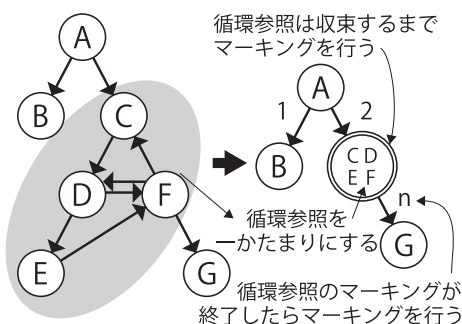 循環参照は収束するまで
マーキングを行う
A
B
C
D
F
E
G
A
1
2
B
C D
E F
n
G
循環参照を
一かたまりにする
循環参照のマーキングが
終了したらマーキングを行う